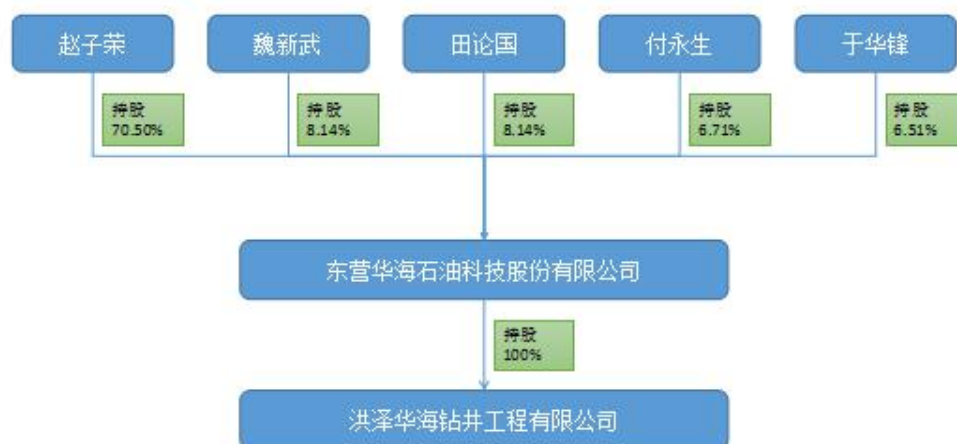 赵子荣
魏新武
田论国
付永生
于华锋
持股
70.50%
持股
8.14%
持股
8.14%
持股
6.71%
持股
6.51%
东营华海石油科技股份有限公司
持股
100%
洪泽华海钻井工程有限公司